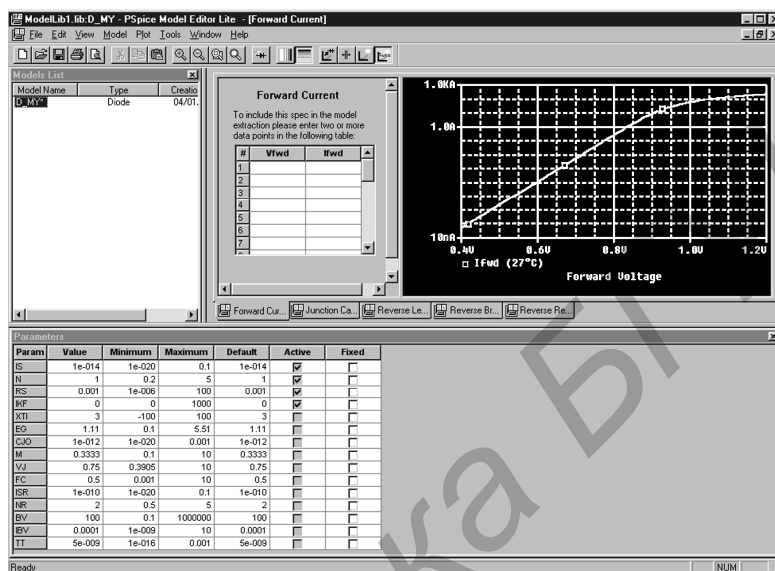 ModelLib1.lib:D_MY - PSpice Model Editor Lite - [Forward Current]
File Edit View Model Plot Tools Window Help
Models List
Model Name Type Creatio
D_MY* Diode 04/01.
Forward Current
To include this spec in the model
extraction please enter two or more
data points in the following table:
# Vfwd Ifwd
1
2
3
4
5
6
7
1.0KA
1.0A
10nA
0.4V 0.6V 0.8V 1.0V 1.2V
Ifwd (27°C)
Forward Voltage
Forward Cur... Junction Ca... Reverse Le... Reverse Br... Reverse Re...
Parameters
Param Value Minimum Maximum Default Active Fixed
IS 1e-014 1e-020 0.1 1e-014
N 1 0.2 5 1
RS 0.001 1e-006 100 0.001
IKF 0 0 1000 0
XTI 3 -100 100 3
EG 1.11 0.1 5.51 1.11
CJO 1e-012 1e-020 0.001 1e-012
M 0.3333 0.1 10 0.3333
VJ 0.75 0.3905 10 0.75
FC 0.5 0.001 10 0.5
ISR 1e-010 1e-020 0.1 1e-010
NR 2 0.5 5 2
BV 100 0.1 1000000 100
IBV 0.0001 1e-009 10 0.0001
TT 5e-009 1e-016 0.001 5e-009
Ready NUM